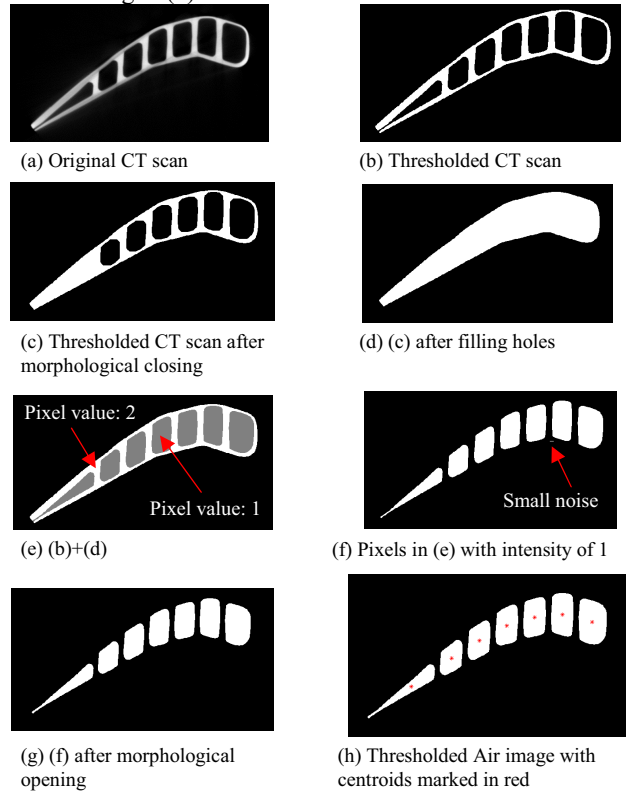 (a) Original CT scan
(b) Thresholded CT scan
(c) Thresholded CT scan after
morphological closing
(d) (c) after filling holes
Pixel value: 2
Pixel value: 1
(e) (b)+(d)
Small noise
(f) Pixels in (e) with intensity of 1
(g) (f) after morphological
opening
(h) Thresholded Air image with
centroids marked in red